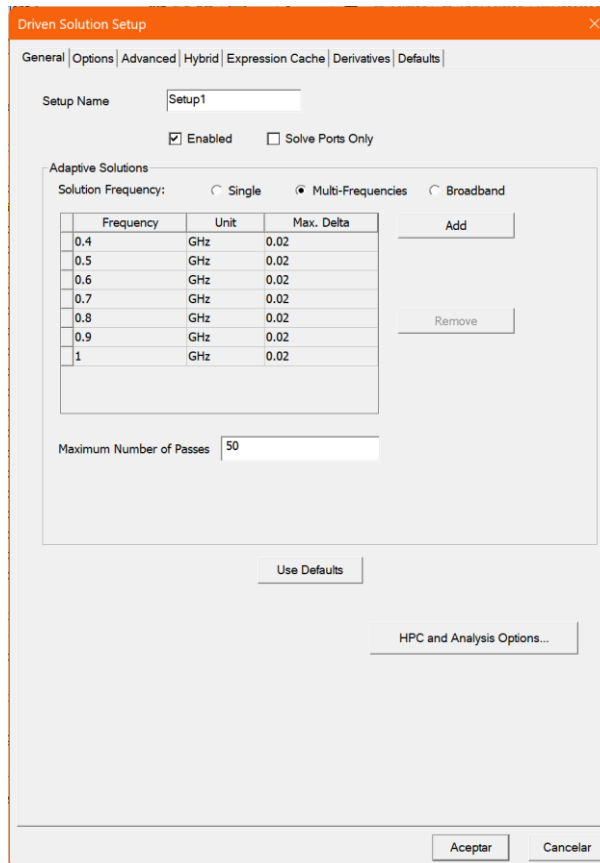 Driven Solution Setup
General Options Advanced Hybrid Expression Cache Derivatives Defaults
Setup Name Setup1
Enabled Solve Ports Only
Adaptive Solutions
Solution Frequency: Single Multi-Frequencies Broadband
Frequency Unit Max. Delta
Add
0.4 GHz 0.02
0.5 GHz 0.02
0.6 GHz 0.02
0.7 GHz 0.02
0.8 GHz 0.02
Remove
0.9 GHz 0.02
1 GHz 0.02
Maximum Number of Passes 50
Use Defaults
HPC and Analysis Options...
Aceptar Cancelar